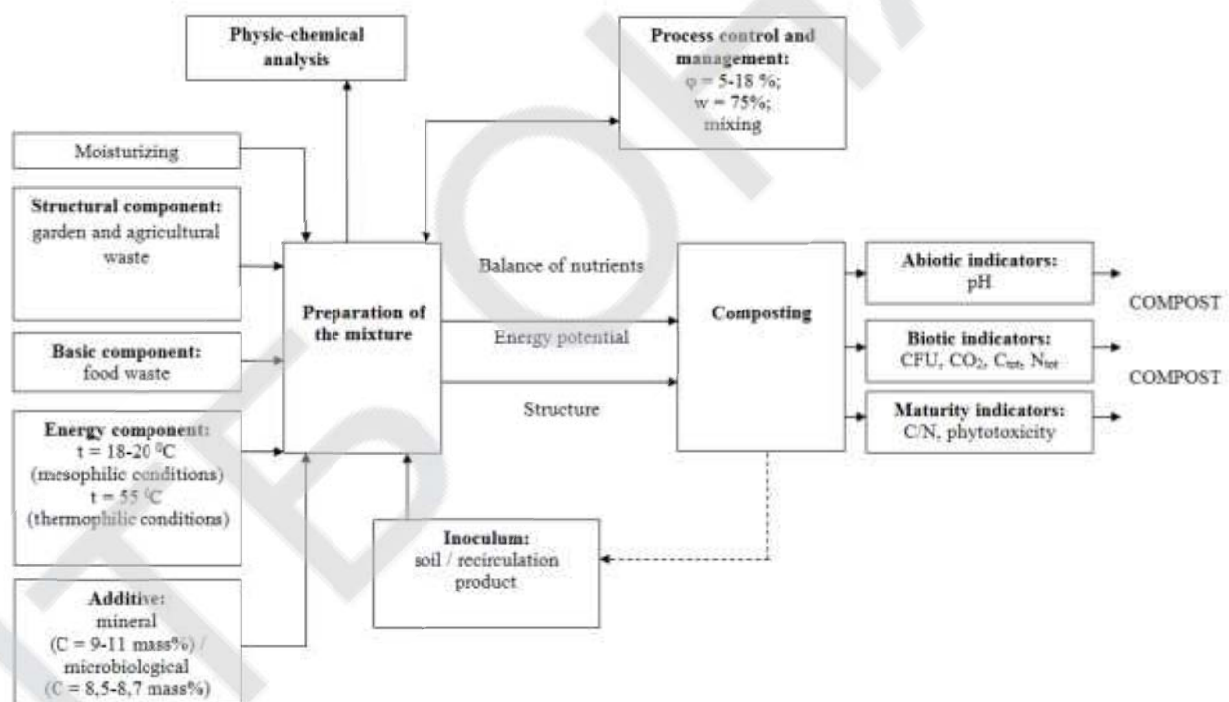 Physic-chemical
analysis
Process control and
management:
φ = 5-18 %;
w = 75%;
mixing
Moisturizing
Structural component:
garden and agricultural
waste
Basic component:
food waste
Energy component:
t = 18-20 ⁰C
(mesophilic conditions)
t = 55 ⁰C
(thermophilic conditions)
Additive:
mineral
(C = 9-11 mass%) /
microbiological
(C = 8,5-8,7 mass%)
Preparation of
the mixture
Balance of nutrients
Energy potential
Structure
Inoculum:
soil / recirculation
product
Composting
Abiotic indicators:
pH
Biotic indicators:
CFU, CO₂, Ctot, Ntot
Maturity indicators:
C/N, phytotoxicity
COMPOST
COMPOST